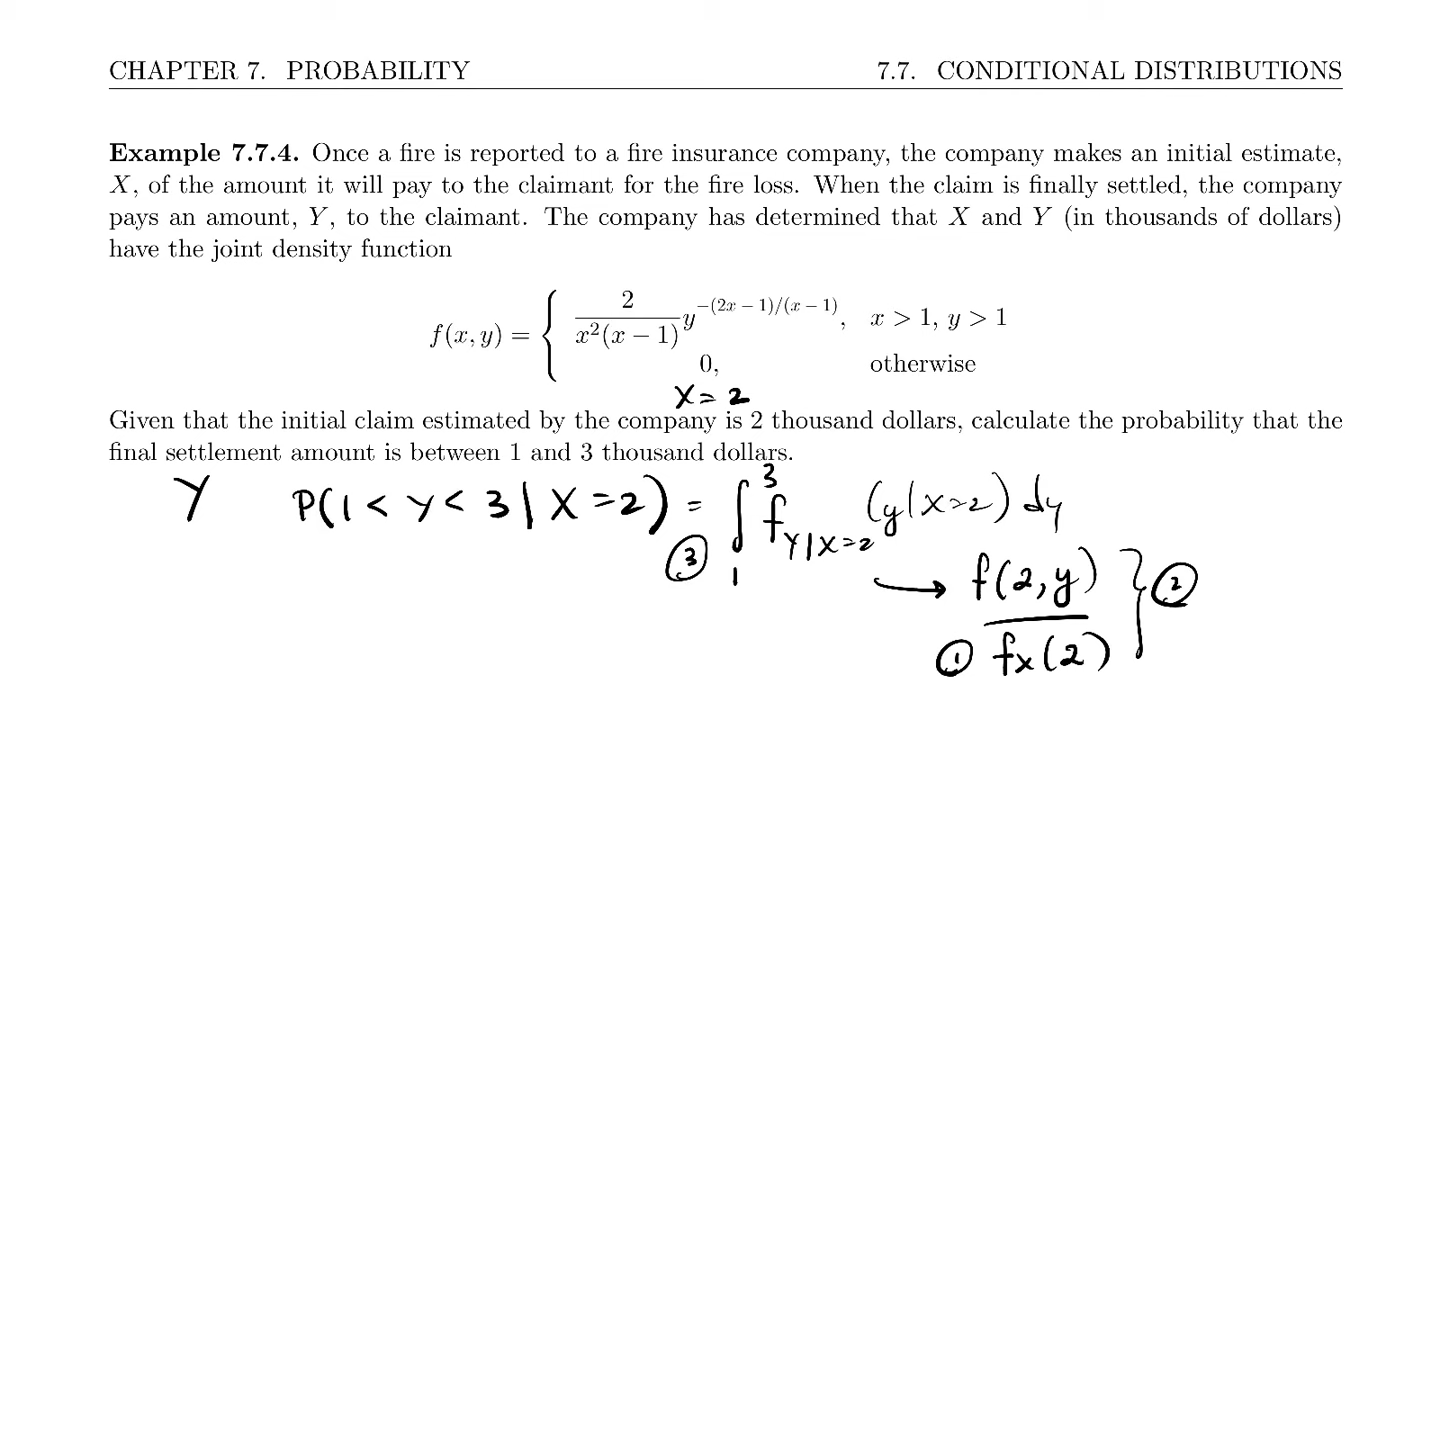 CHAPTER 7. PROBABILITY 7.7. CONDITIONAL DISTRIBUTIONS
Example 7.7.4. Once a fire is reported to a fire insurance company, the company makes an initial estimate,
X, of the amount it will pay to the claimant for the fire loss. When the claim is finally settled, the company
pays an amount, Y, to the claimant. The company has determined that X and Y (in thousands of dollars)
have the joint density function
f(x, y) = { 2/(x²(x − 1)) y^(−(2x − 1)/(x − 1)), x > 1, y > 1
0, otherwise
X = 2
Given that the initial claim estimated by the company is 2 thousand dollars, calculate the probability that the
final settlement amount is between 1 and 3 thousand dollars.
Y P(1 < Y < 3 | X = 2) = ∫₁³ f_{Y|X=2} (y|X=2) dy
③ → f(2,y) } ②
① f_X(2)